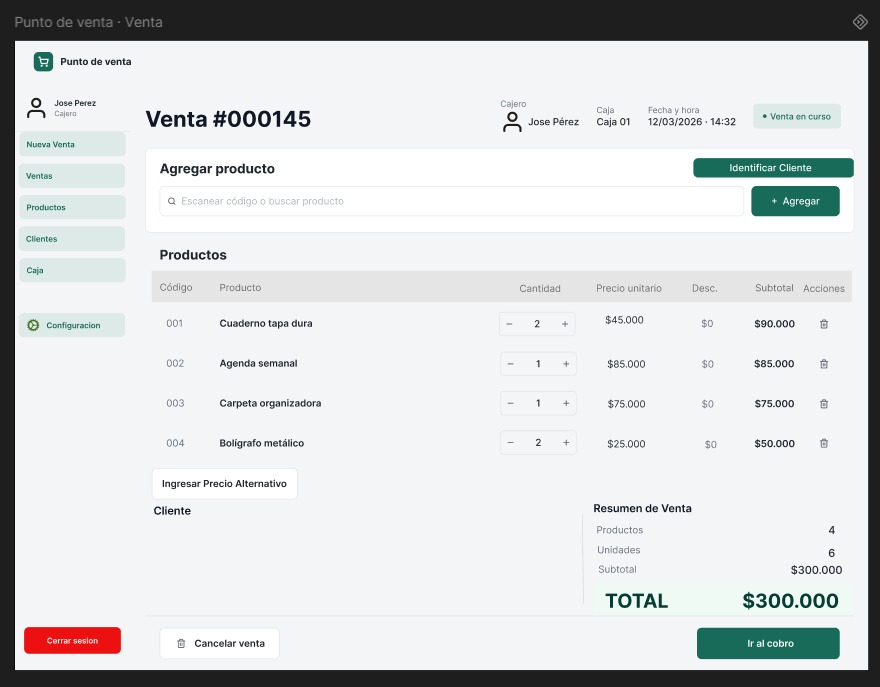 Punto de venta · Venta
Punto de venta
Jose Perez
Cajero
Nueva Venta
Ventas
Productos
Clientes
Caja
Configuracion
Cerrar sesion
Venta #000145
Cajero
Jose Pérez
Caja
Caja 01
Fecha y hora
12/03/2026 · 14:32
• Venta en curso
Agregar producto
Identificar Cliente
Escanear código o buscar producto
+ Agregar
Productos
Código Producto Cantidad Precio unitario Desc. Subtotal Acciones
001 Cuaderno tapa dura − 2 + $45.000 $0 $90.000
002 Agenda semanal − 1 + $85.000 $0 $85.000
003 Carpeta organizadora − 1 + $75.000 $0 $75.000
004 Bolígrafo metálico − 2 + $25.000 $0 $50.000
Ingresar Precio Alternativo
Cliente
Resumen de Venta
Productos 4
Unidades 6
Subtotal $300.000
TOTAL $300.000
Cancelar venta
Ir al cobro